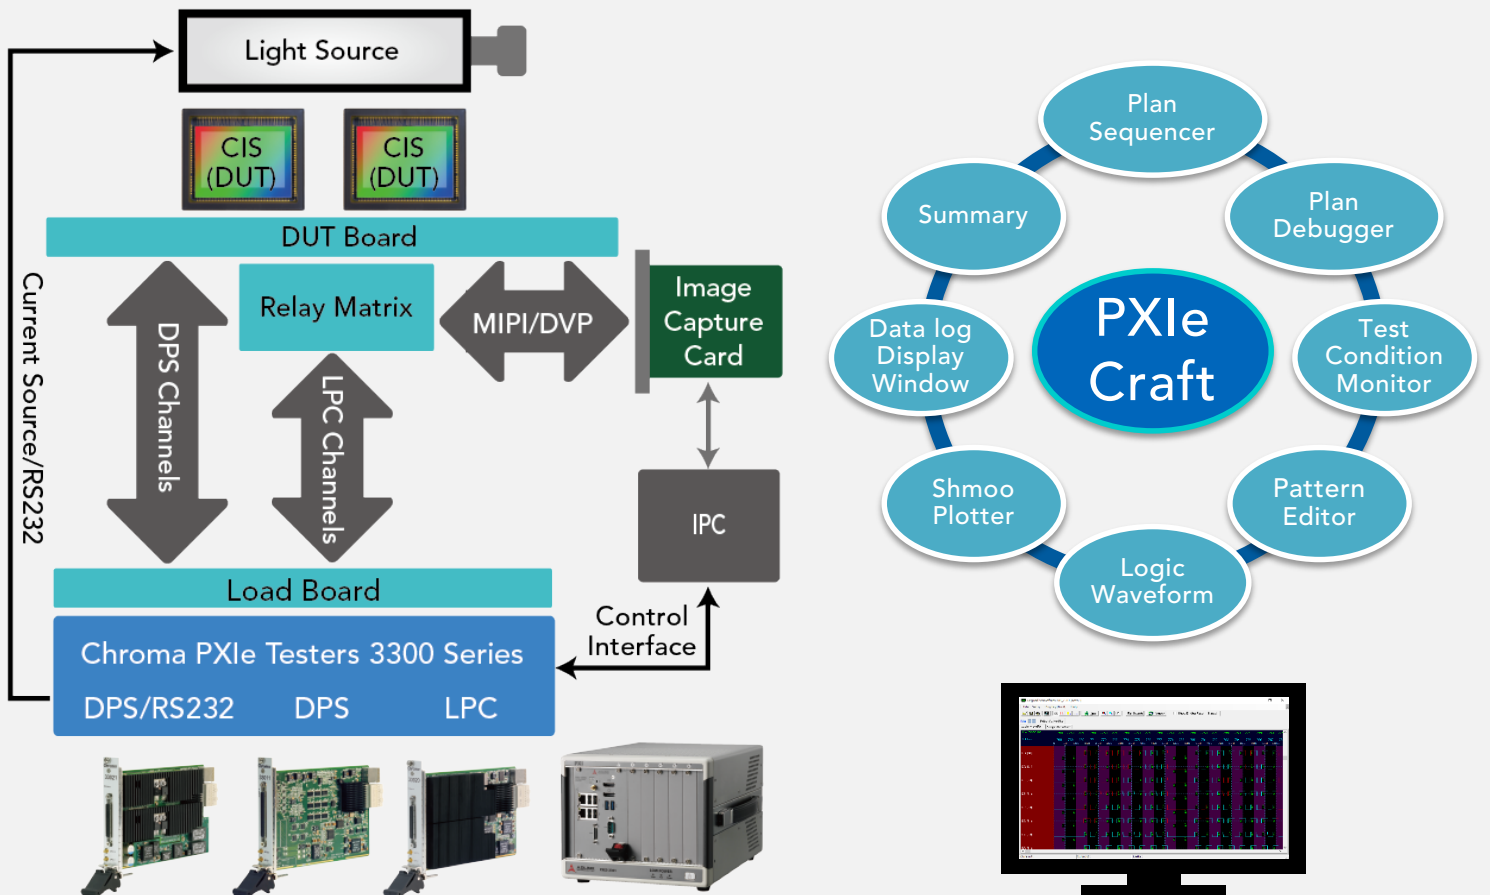 Light Source
CIS
(DUT)
CIS
(DUT)
DUT Board
Current Source/RS232
DPS Channels
Relay Matrix
LPC Channels
MIPI/DVP
Image
Capture
Card
IPC
Control
Interface
Load Board
Chroma PXIe Testers 3300 Series
DPS/RS232
DPS
LPC
Plan
Sequencer
Plan
Debugger
Test
Condition
Monitor
Pattern
Editor
Logic
Waveform
Shmoo
Plotter
Data log
Display
Window
Summary
PXIe
Craft